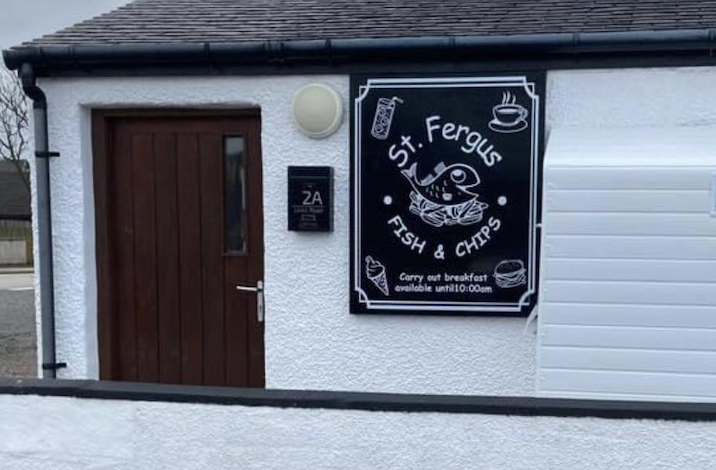 2A
St. Fergus
FISH & CHIPS
Carry out breakfast
available until10:00am